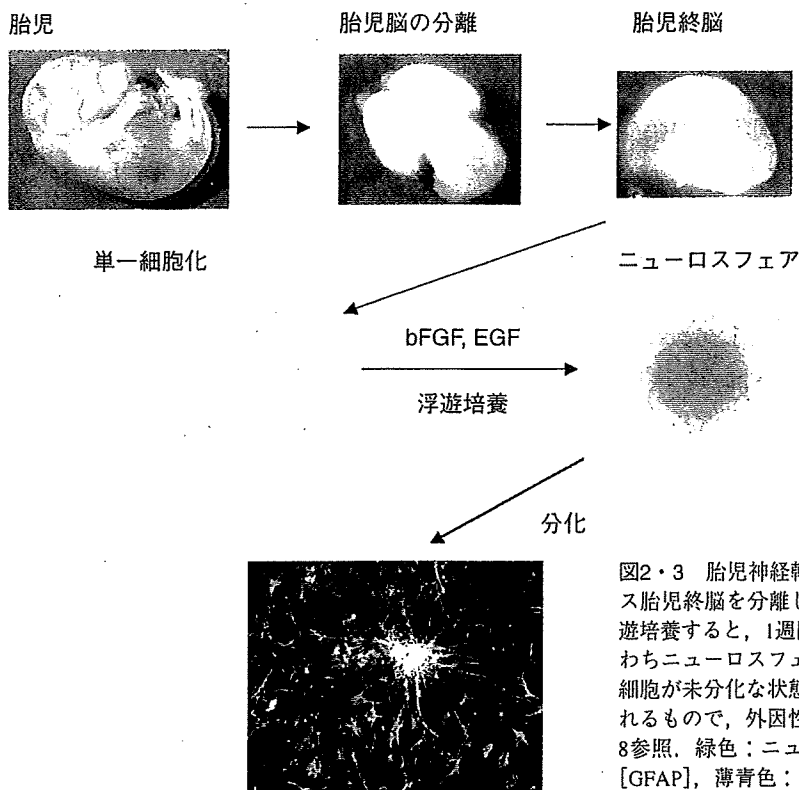 胎児
胎児脳の分離
胎児終脳
単一細胞化
ニューロスフェア
bFGF, EGF
浮遊培養
分化
図2・3 胎児神経幹
ス胎児終脳を分離し
遊培養すると，1週間
わちニューロスフェ
細胞が未分化な状態
れるもので，外因性
8参照．緑色：ニュー
[GFAP]，薄青色：